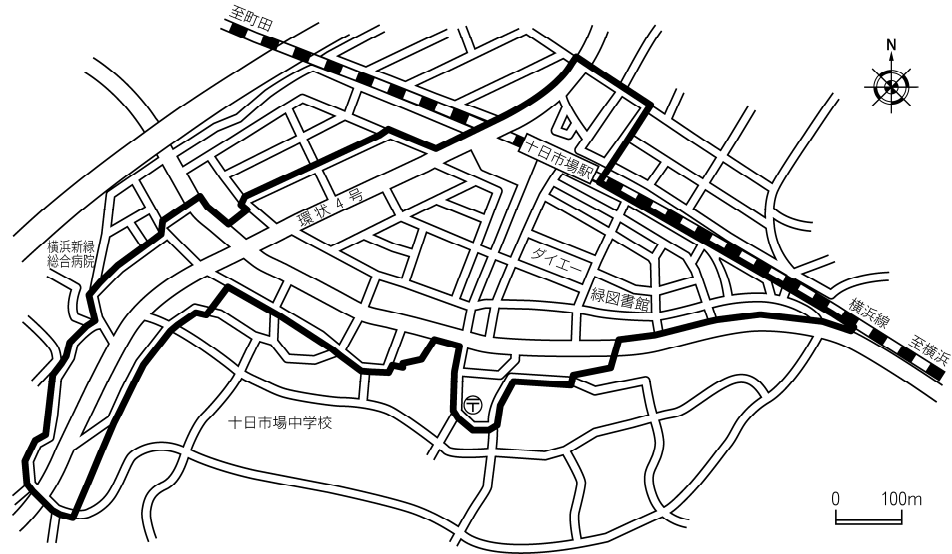 至町田
N
十日市場駅
環状4号
横浜新緑
総合病院
ダイエー
緑図書館
横浜線
至横浜
〒
十日市場中学校
0 100m